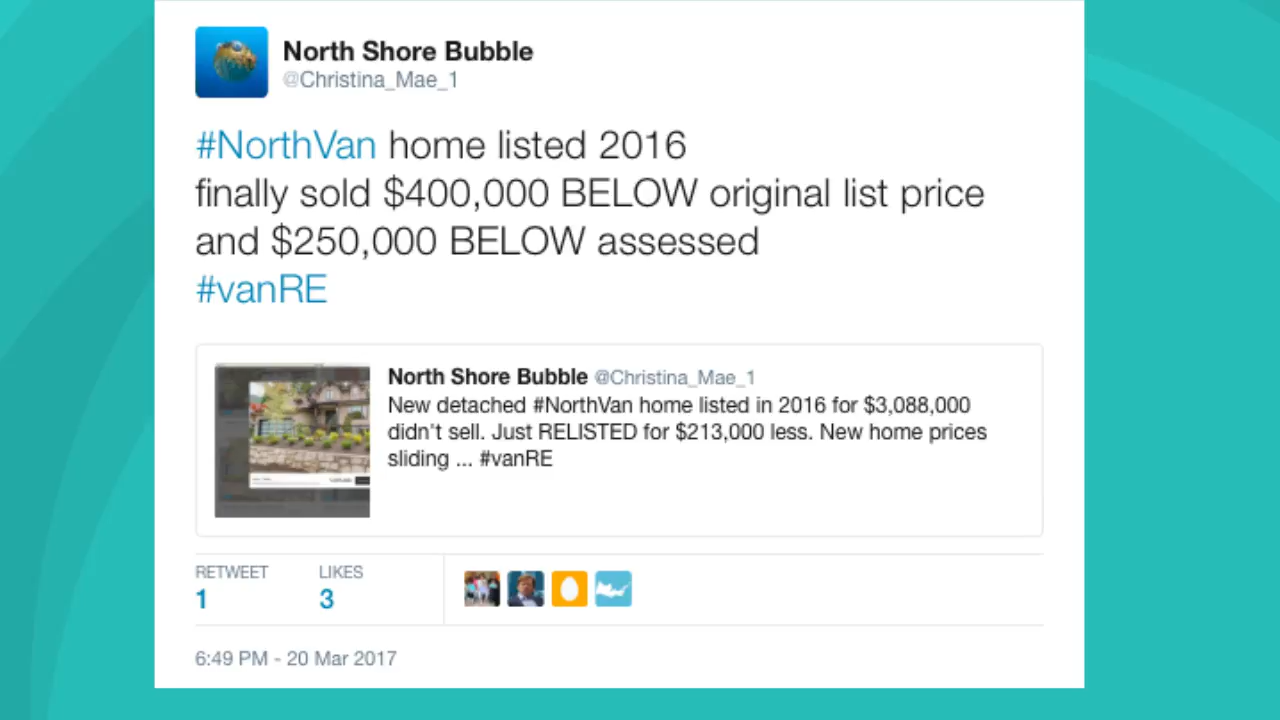 North Shore Bubble
@Christina_Mae_1
#NorthVan home listed 2016
finally sold $400,000 BELOW original list price
and $250,000 BELOW assessed
#vanRE
North Shore Bubble @Christina_Mae_1
New detached #NorthVan home listed in 2016 for $3,088,000
didn't sell. Just RELISTED for $213,000 less. New home prices
sliding ... #vanRE
RETWEET LIKES
1 3
6:49 PM - 20 Mar 2017